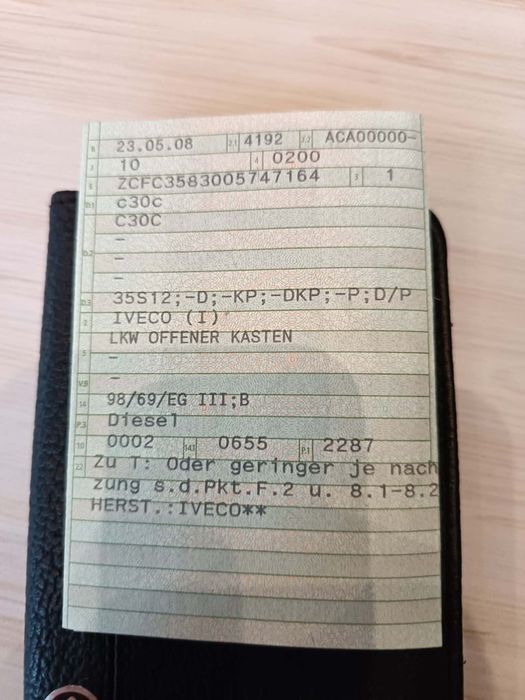 B 23.05.08 2.1 4192 2.2 ACA00000-
J 10 4 0200
E ZCFC3583005747164 3 1
D.1 c30c
C30C
–
D.2 –
–
D.3 35S12;-D;-KP;-DKP;-P;D/P
2 IVECO (I)
5 LKW OFFENER KASTEN
–
V.9 –
14 98/69/EG III;B
P.3 Diesel
10 0002 14.1 0655 P.1 2287
22 Zu T: Oder geringer je nach
zung s.d.Pkt.F.2 u. 8.1-8.2
HERST.:IVECO**